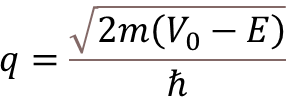 q = √(2m(V₀ − E)) / ħ